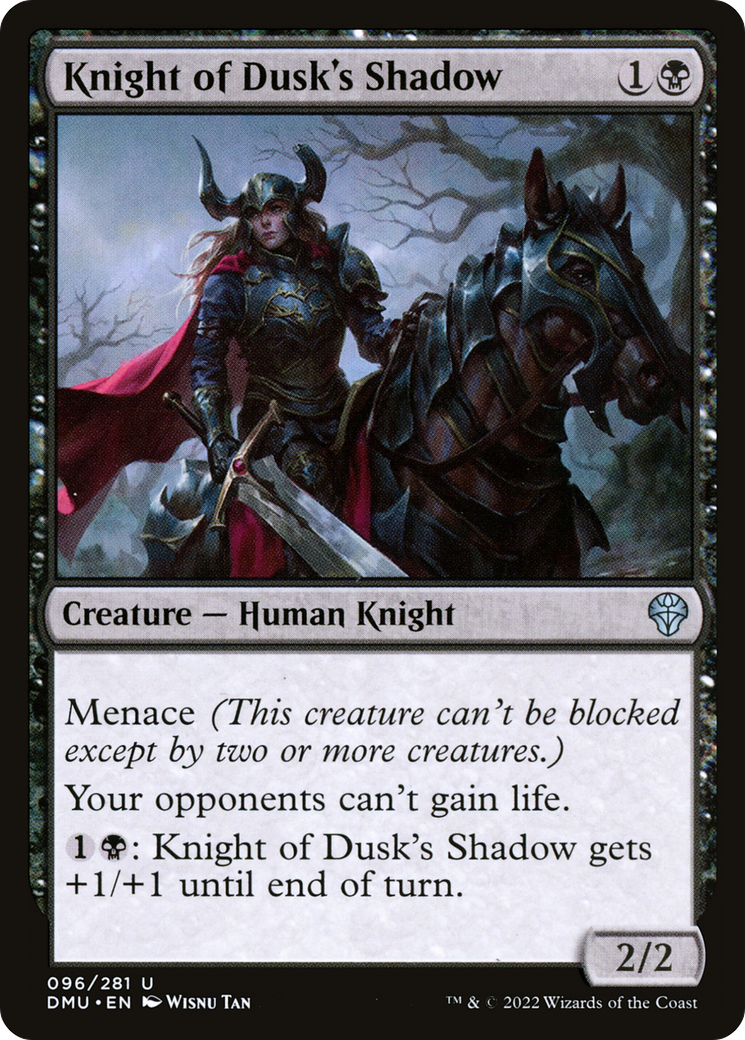 Knight of Dusk's Shadow 1
Creature — Human Knight
Menace (This creature can't be blocked
except by two or more creatures.)
Your opponents can't gain life.
1 : Knight of Dusk's Shadow gets
+1/+1 until end of turn.
2/2
096/281 U
DMU • EN Wisnu Tan
™ & © 2022 Wizards of the Coast